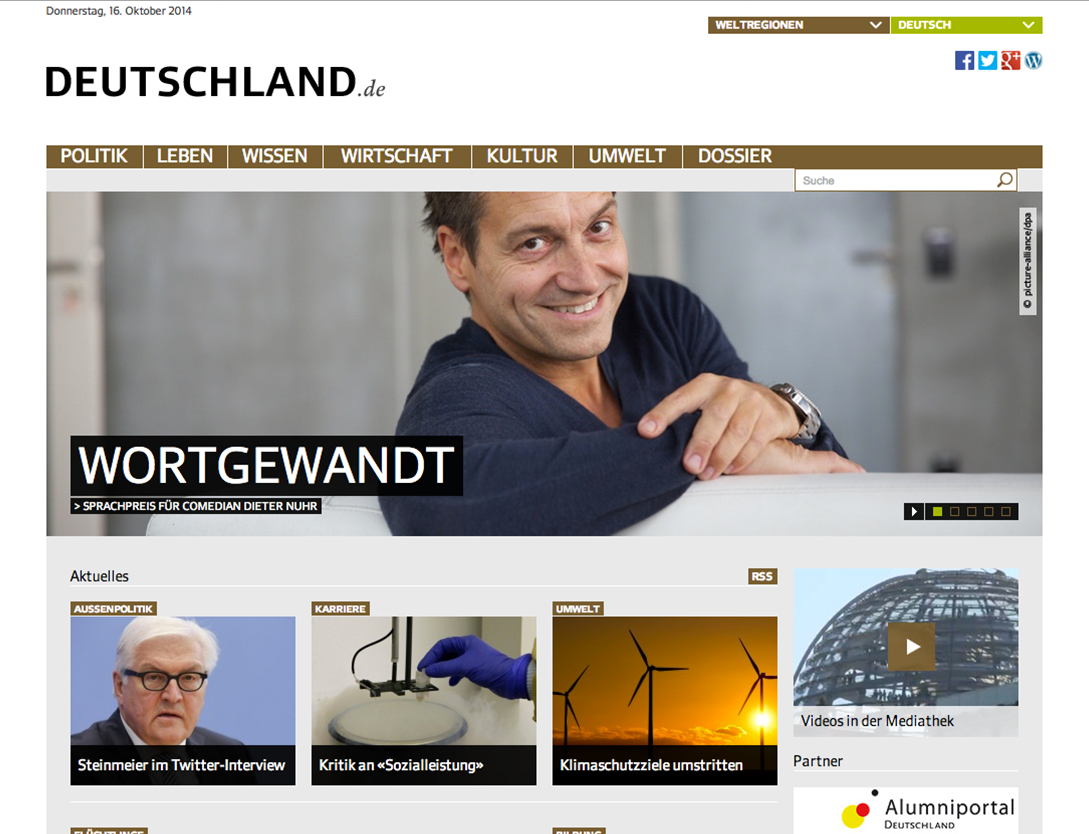 Donnerstag, 16. Oktober 2014
WELTREGIONEN
DEUTSCH
DEUTSCHLAND.de
POLITIK LEBEN WISSEN WIRTSCHAFT KULTUR UMWELT DOSSIER
Suche
© picture-alliance/dpa
WORTGEWANDT
> SPRACHPREIS FÜR COMEDIAN DIETER NUHR
Aktuelles
RSS
AUSSENPOLITIK
Steinmeier im Twitter-Interview
KARRIERE
Kritik an «Sozialleistung»
UMWELT
Klimaschutzziele umstritten
Videos in der Mediathek
Partner
Alumniportal
DEUTSCHLAND
FLÜCHTLINGE
BILDUNG